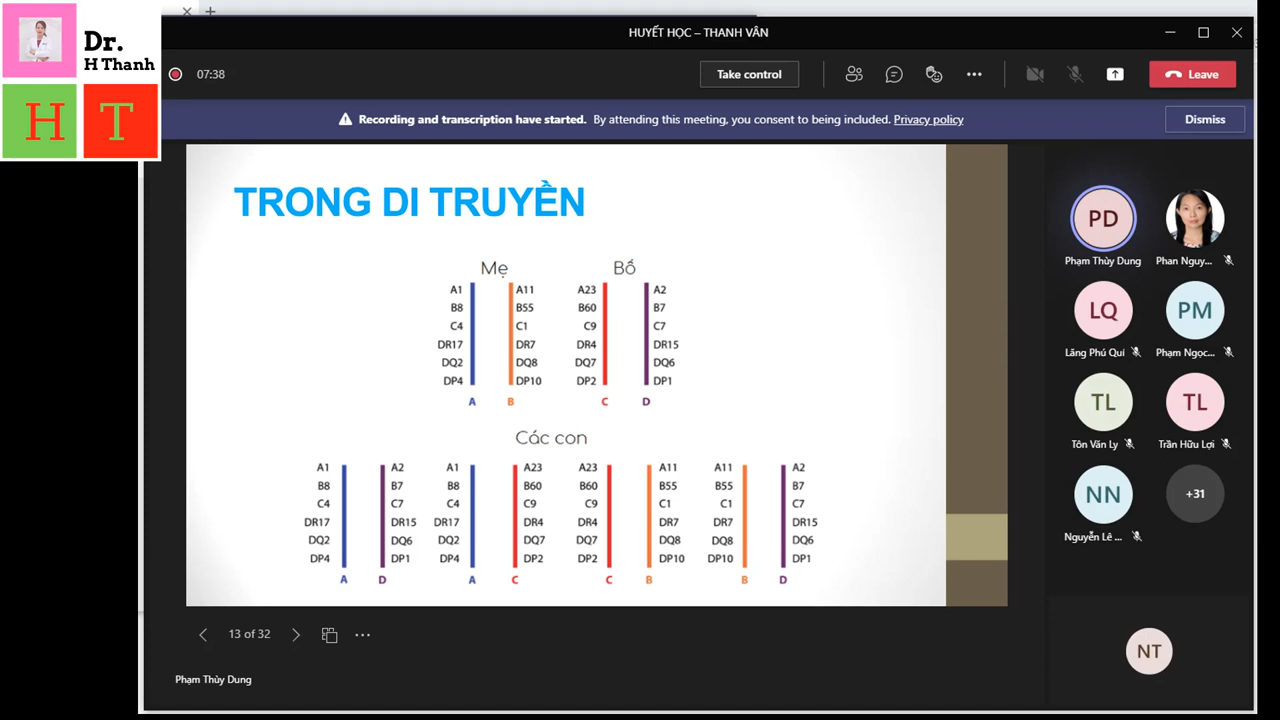 Dr.
H Thanh
H T
HUYẾT HỌC – THANH VÂN
07:38
Take control
Leave
Recording and transcription have started. By attending this meeting, you consent to being included. Privacy policy
Dismiss
TRONG DI TRUYỀN
Mẹ Bố
A1 A11 A23 A2
B8 B55 B60 B7
C4 C1 C9 C7
DR17 DR7 DR4 DR15
DQ2 DQ8 DQ7 DQ6
DP4 DP10 DP2 DP1
A B C D
Các con
A1 A2 A1 A23 A23 A11 A11 A2
B8 B7 B8 B60 B60 B55 B55 B7
C4 C7 C4 C9 C9 C1 C1 C7
DR17 DR15 DR17 DR4 DR4 DR7 DR7 DR15
DQ2 DQ6 DQ2 DQ7 DQ7 DQ8 DQ8 DQ6
DP4 DP1 DP4 DP2 DP2 DP10 DP10 DP1
A D A C C B B D
PD
Phạm Thùy Dung Phan Nguy...
LQ PM
Lãng Phú Quí Phạm Ngọc...
TL TL
Tôn Văn Ly Trần Hữu Lợi
NN +31
Nguyễn Lê ...
NT
13 of 32
Phạm Thùy Dung